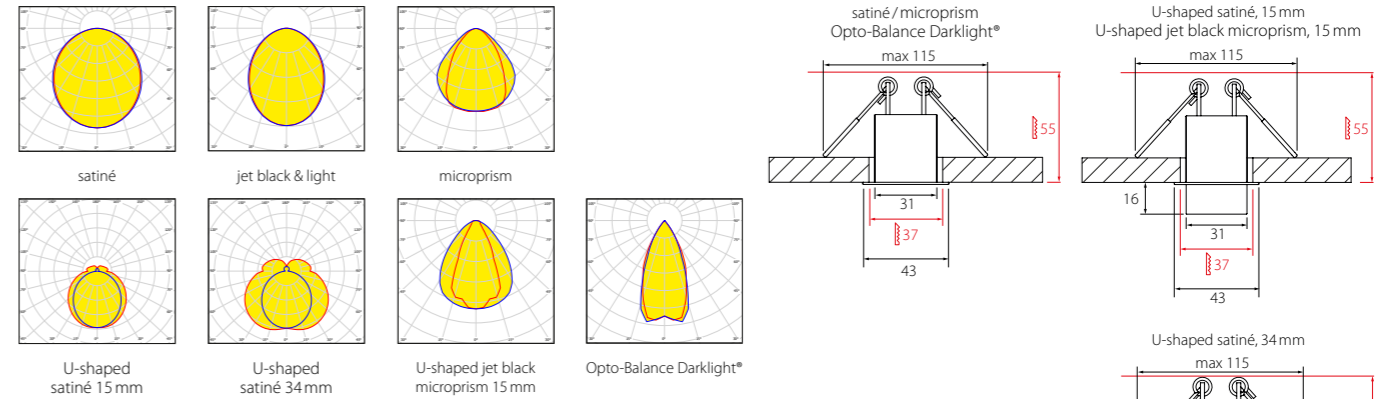 satiné
jet black & light
microprism
U-shaped
satiné 15 mm
U-shaped
satiné 34 mm
U-shaped jet black
microprism 15 mm
Opto-Balance Darklight®
satiné / microprism
Opto-Balance Darklight®
max 115
55
31
37
43
U-shaped satiné, 15 mm
U-shaped jet black microprism, 15 mm
max 115
55
16
31
37
43
U-shaped satiné, 34 mm
max 115